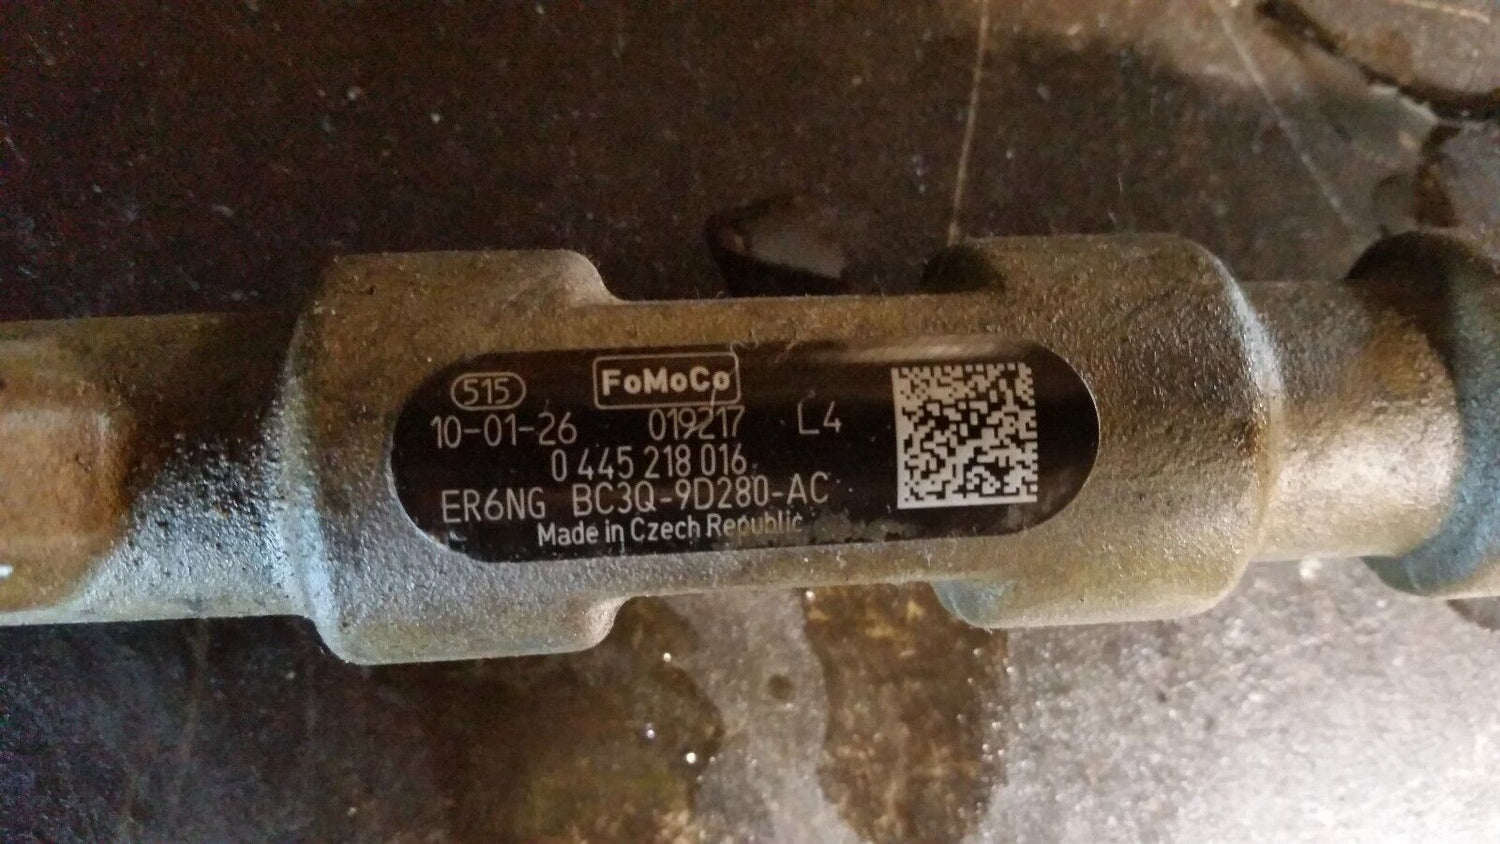 515 FoMoCo
10-01-26 019217 L4
0 445 218 016
ER6NG BC3Q-9D280-AC
Made in Czech Republic